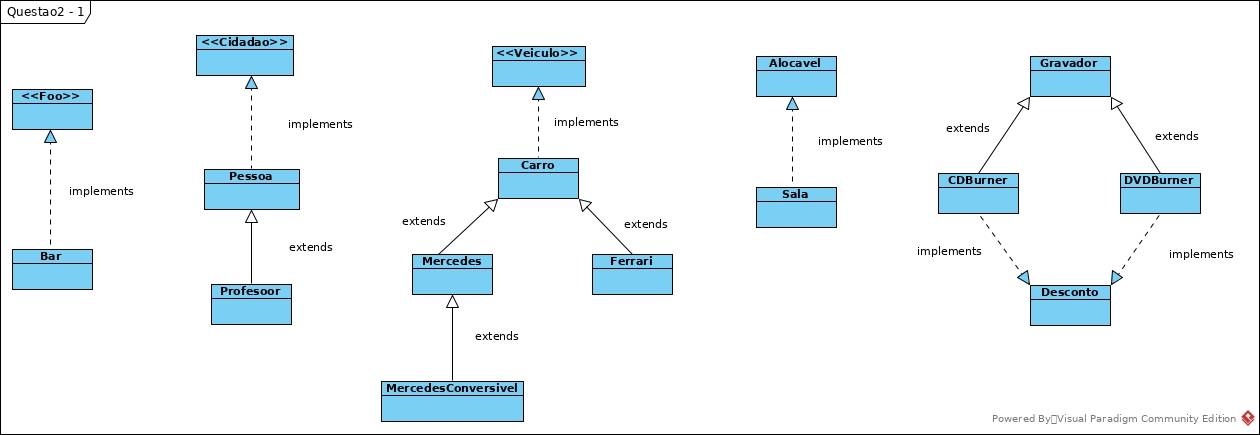 Questao2 - 1
<<Foo>>
implements
Bar
<<Cidadao>>
implements
Pessoa
extends
Profesoor
<<Veiculo>>
implements
Carro
extends
extends
Mercedes
Ferrari
extends
MercedesConversivel
Alocavel
implements
Sala
Gravador
extends
extends
CDBurner
DVDBurner
implements
implements
Desconto
Powered By Visual Paradigm Community Edition